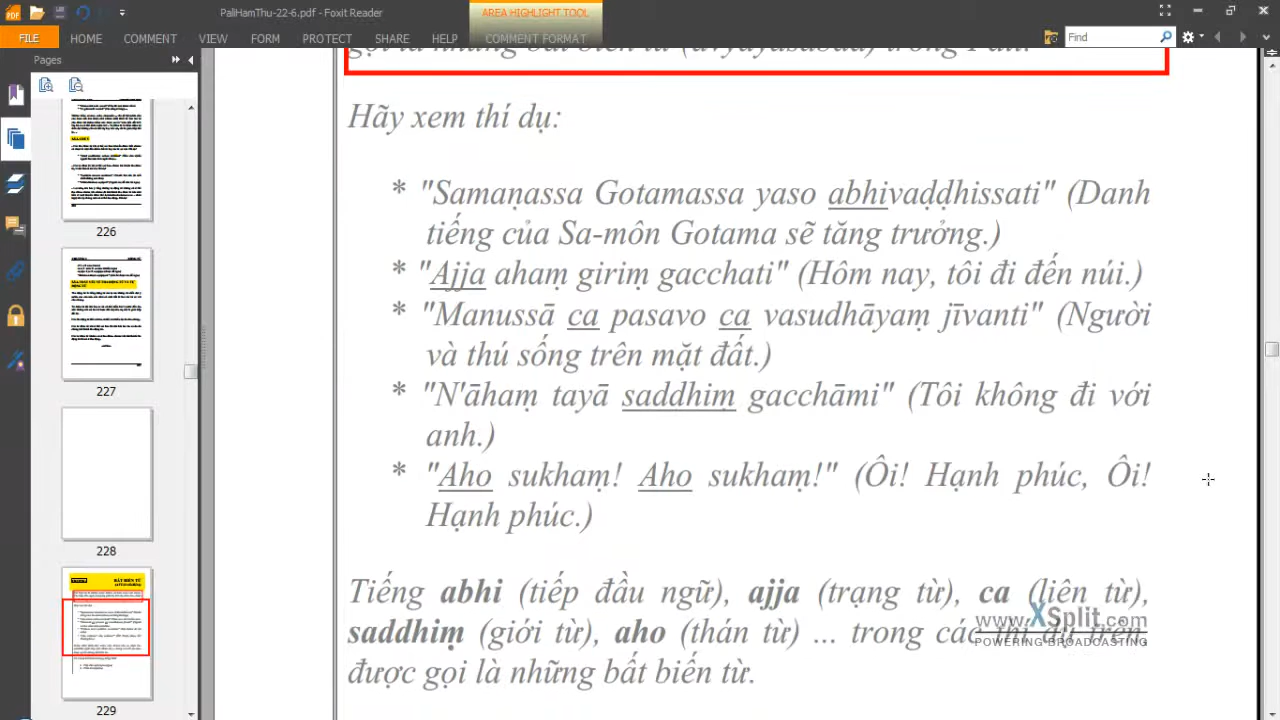 PaliHamThu-22-6.pdf - Foxit Reader
AREA HIGHLIGHT TOOL
FILE HOME COMMENT VIEW FORM PROTECT SHARE HELP COMMENT FORMAT
Find
Pages
Hãy xem thí dụ:
* "Samaṇassa Gotamassa yaso abhivaḍḍhissati" (Danh
tiếng của Sa-môn Gotama sẽ tăng trưởng.)
* "Ajja anaṃ giriṃ gacchati" (Hôm nay, tôi đi đến núi.)
* "Manussā ca pasavo ca vasudhāyaṃ jīvanti" (Người
và thú sống trên mặt đất.)
* "N'āhaṃ tayā saddhiṃ gacchāmi" (Tôi không đi với
anh.)
* "Aho sukhaṃ! Aho sukhaṃ!" (Ôi! Hạnh phúc, Ôi!
Hạnh phúc.)
Tiếng abhi (tiếp đầu ngữ), ajja (trạng từ), ca (liên từ),
saddhiṃ (giới từ), aho (thán từ) ... trong
được gọi là những bất biến từ.
www.XSplit.com
POWERING BROADCASTING
226
227
228
229